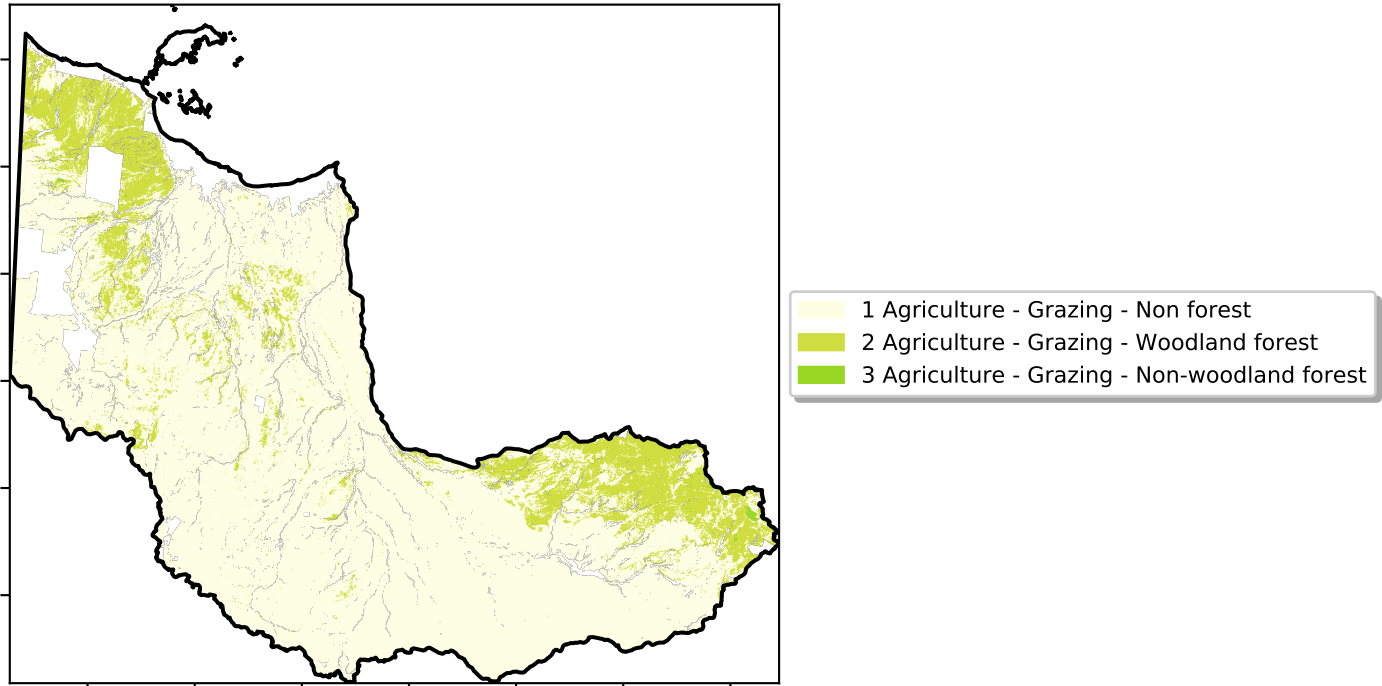 1 Agriculture - Grazing - Non forest
2 Agriculture - Grazing - Woodland forest
3 Agriculture - Grazing - Non-woodland forest